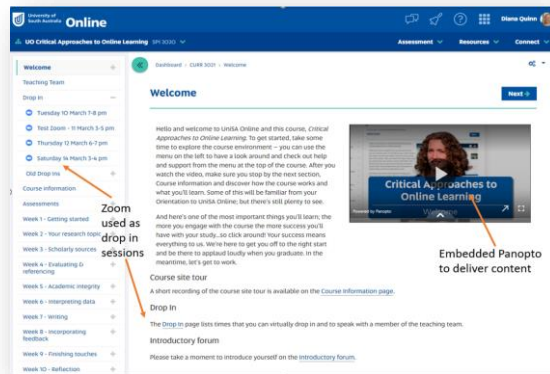 University of
South Australia
Online
Diana Quinn
UO Critical Approaches to Online Learning SP1 2020
Assessment
Resources
Connect
Welcome
Teaching Team
Drop In
Tuesday 10 March 7-8 pm
Test Zoom - 11 March 3-5 pm
Thursday 12 March 6-7 pm
Saturday 14 March 3-4 pm
Old Drop Ins
Course Information
Assessments
Week 1 - Getting started
Week 2 - Your research topic
Week 3 - Scholarly sources
Week 4 - Evaluating &
referencing
Week 5 - Academic integrity
Week 6 - Interpreting data
Week 7 - Writing
Week 8 - Incorporating
feedback
Week 9 - Finishing touches
Week 10 - Reflection
Zoom
used as
drop in
sessions
Dashboard > CURR 3021 > Welcome
Welcome
Next
Hello and welcome to UniSA Online and this course, Critical
Approaches to Online Learning. To get started, take some
time to explore the course environment – you can use the
menu on the left to have a look around and check out help
and support from the menu at the top of the course. After you
watch the video, make sure you stop by the next section,
Course Information and discover how the course works and
what you'll learn. Some of this will be familiar from your
Orientation to UniSA Online; but there's still plenty to see.
And here's one of the most important things you'll learn; the
more you engage with the course the more success you'll
have with your study...so click around! Your success means
everything to us. We're here to get you off to the right start
and be there to applaud loudly when you graduate. In the
meantime, let's get to work.
Critical Approaches to
Online Learning
Welcome
Powered by Panopto
Embedded Panopto
to deliver content
Course site tour
A short recording of the course site tour is available on the Course Information page.
Drop In
The Drop In page lists times that you can virtually drop in and to speak with a member of the teaching team.
Introductory forum
Please take a moment to introduce yourself on the Introductory forum.